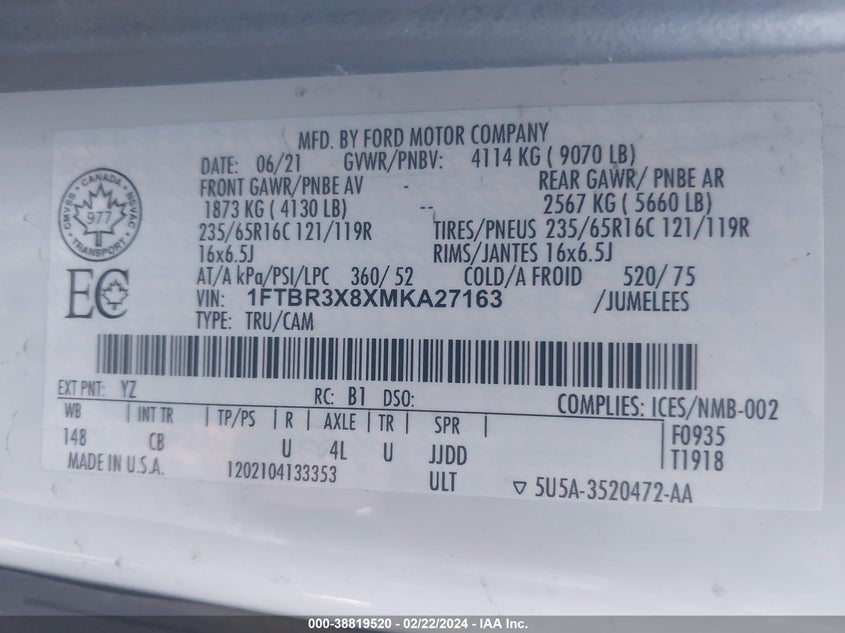 MFD. BY FORD MOTOR COMPANY
DATE: 06/21 GVWR/PNBV: 4114 KG ( 9070 LB)
FRONT GAWR/PNBE AV - REAR GAWR/ PNBE AR
1873 KG ( 4130 LB) -- 2567 KG ( 5660 LB)
235/65R16C 121/119R TIRES/PNEUS 235/65R16C 121/119R
16x6.5J RIMS/JANTES 16x6.5J
AT/A kPa/PSI/LPC 360/ 52 COLD/A FROID 520/ 75
VIN: 1FTBR3X8XMKA27163 /JUMELEES
TYPE: TRU/CAM
CANADA
CMVSS NSVAC
977
TRANSPORT
EC
EXT PNT: YZ RC: B1 DSO: COMPLIES: ICES/NMB-002
WB | INT TR | TP/PS | R | AXLE | TR | SPR | F0935
148 CB U 4L U JJDD T1918
MADE IN U.S.A. 1202104133353 ULT ▽ 5U5A-3520472-AA
000-38819520 - 02/22/2024 - IAA Inc.